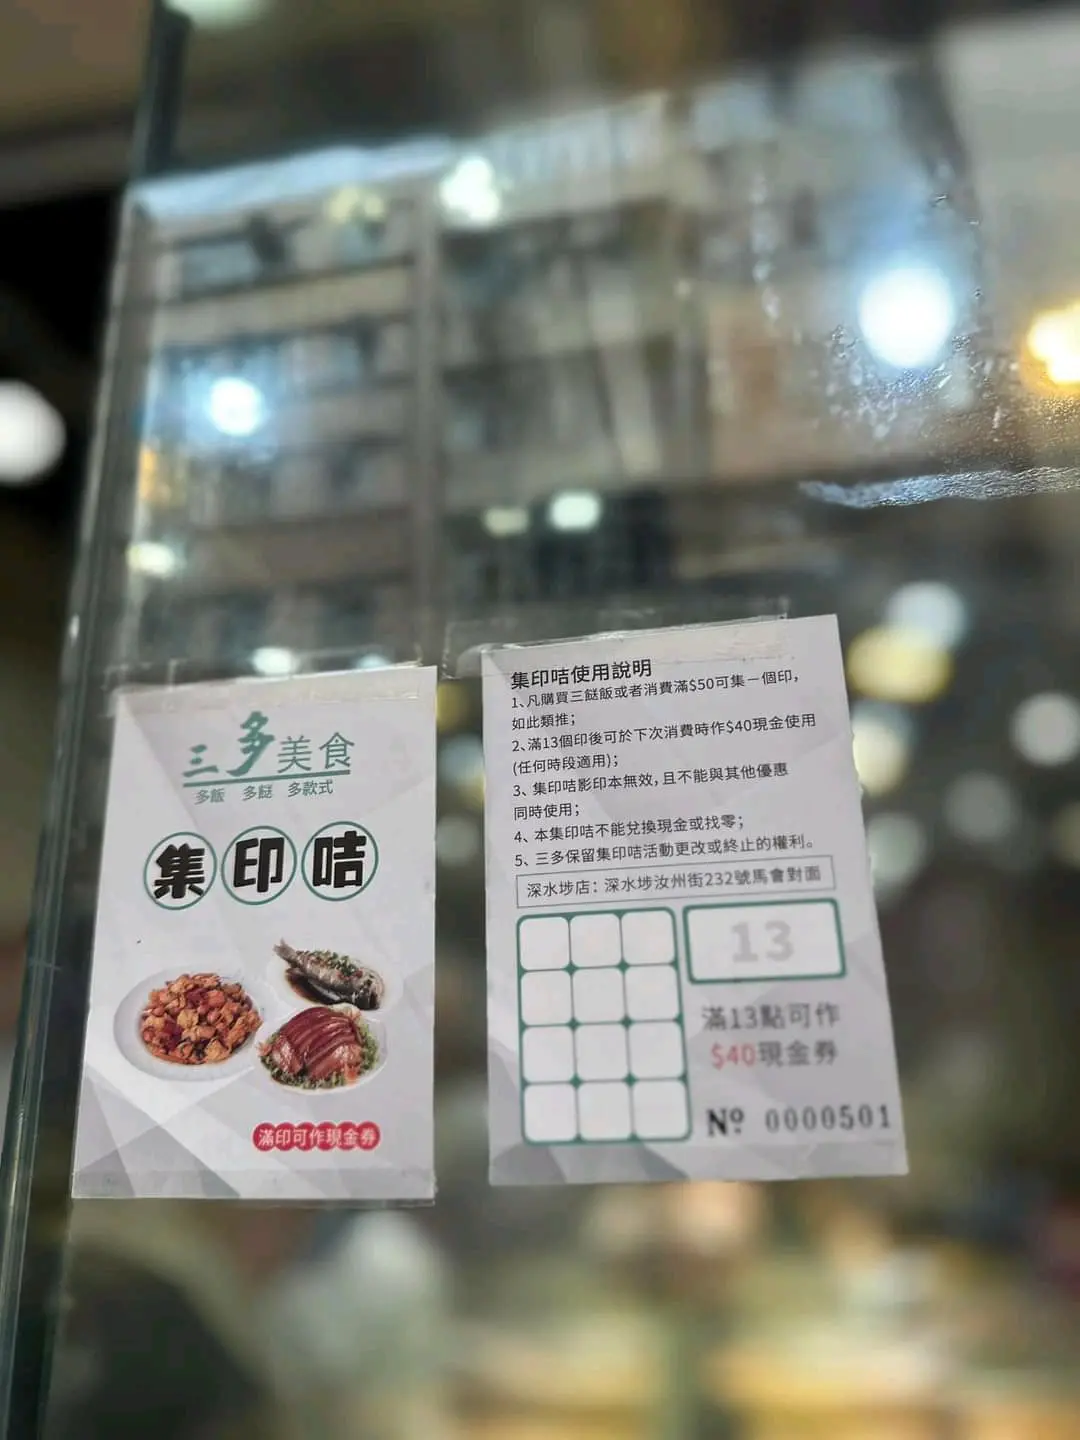 三多美食
多飯 多餸 多款式
集印咭
滿印可作現金券
集印咭使用說明
1、凡購買三餸飯或者消費滿$50可集一個印，
如此類推；
2、滿13個印後可於下次消費時作$40現金使用
(任何時段適用)；
3、集印咭影印本無效，且不能與其他優惠
同時使用；
4、本集印咭不能兌換現金或找零；
5、三多保留集印咭活動更改或終止的權利。
深水埗店：深水埗汝州街232號馬會對面
13
滿13點可作
$40現金券
Nº 0000501